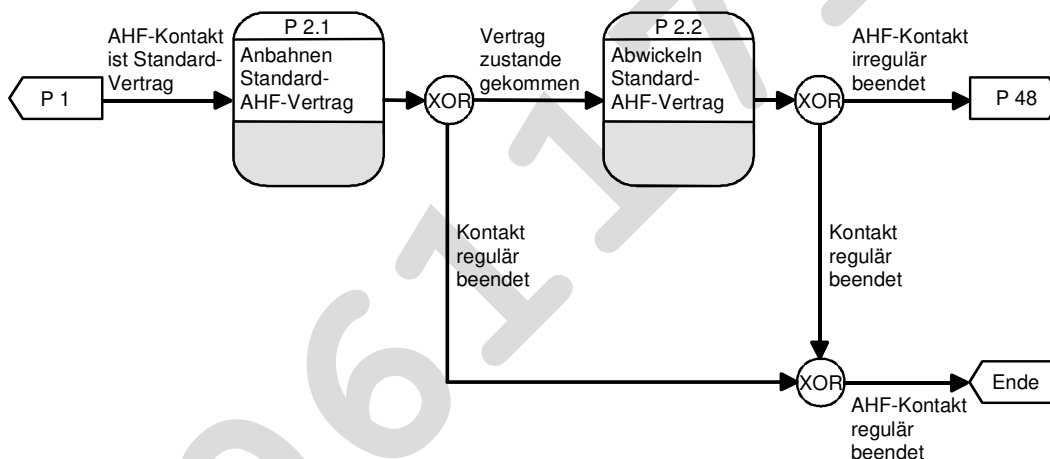 P 1
AHF-Kontakt
ist Standard-
Vertrag
P 2.1
Anbahnen
Standard-
AHF-Vertrag
XOR
Vertrag
zustande
gekommen
P 2.2
Abwickeln
Standard-
AHF-Vertrag
XOR
AHF-Kontakt
irregulär
beendet
P 48
Kontakt
regulär
beendet
Kontakt
regulär
beendet
XOR
AHF-Kontakt
regulär
beendet
Ende